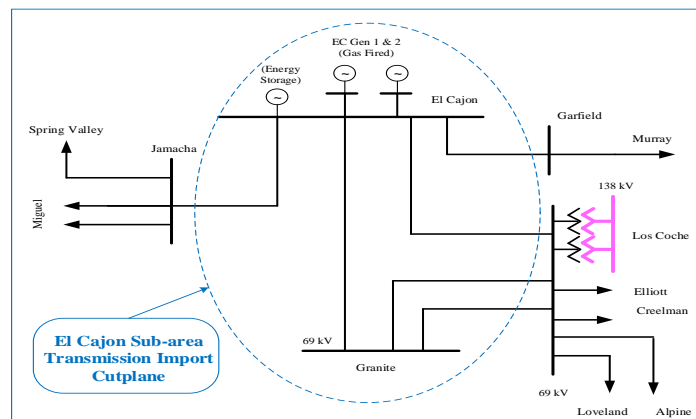 EC Gen 1 & 2
(Gas Fired)
(Energy
Storage)
~
~
~
El Cajon
Garfield
Spring Valley
Jamacha
Murray
138 kV
Miguel
Los Coche
Elliott
Creelman
El Cajon Sub-area
Transmission Import
Cutplane
69 kV
Granite
69 kV
Loveland
Alpine